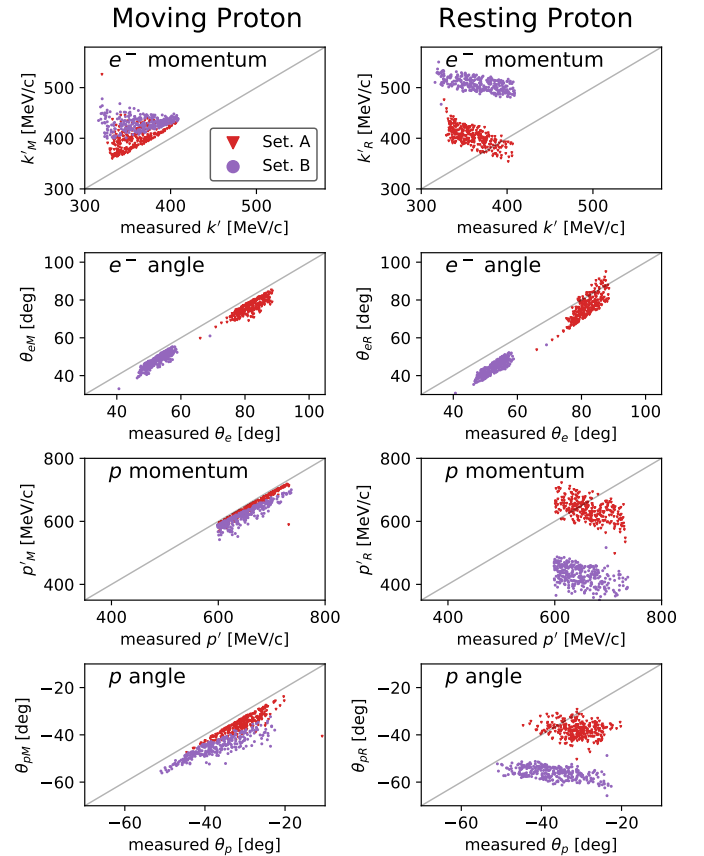 Moving Proton
Resting Proton
e⁻ momentum
e⁻ momentum
500
400
300
k′_M [MeV/c]
Set. A
Set. B
300 400 500
measured k′ [MeV/c]
500
400
300
k′_R [MeV/c]
300 400 500
measured k′ [MeV/c]
e⁻ angle
e⁻ angle
100
80
60
40
θ_eM [deg]
40 60 80 100
measured θ_e [deg]
100
80
60
40
θ_eR [deg]
40 60 80 100
measured θ_e [deg]
p momentum
p momentum
800
600
400
p′_M [MeV/c]
400 600 800
measured p′ [MeV/c]
800
600
400
p′_R [MeV/c]
400 600 800
measured p′ [MeV/c]
p angle
p angle
−20
−40
−60
θ_pM [deg]
−60 −40 −20
measured θ_p [deg]
−20
−40
−60
θ_pR [deg]
−60 −40 −20
measured θ_p [deg]